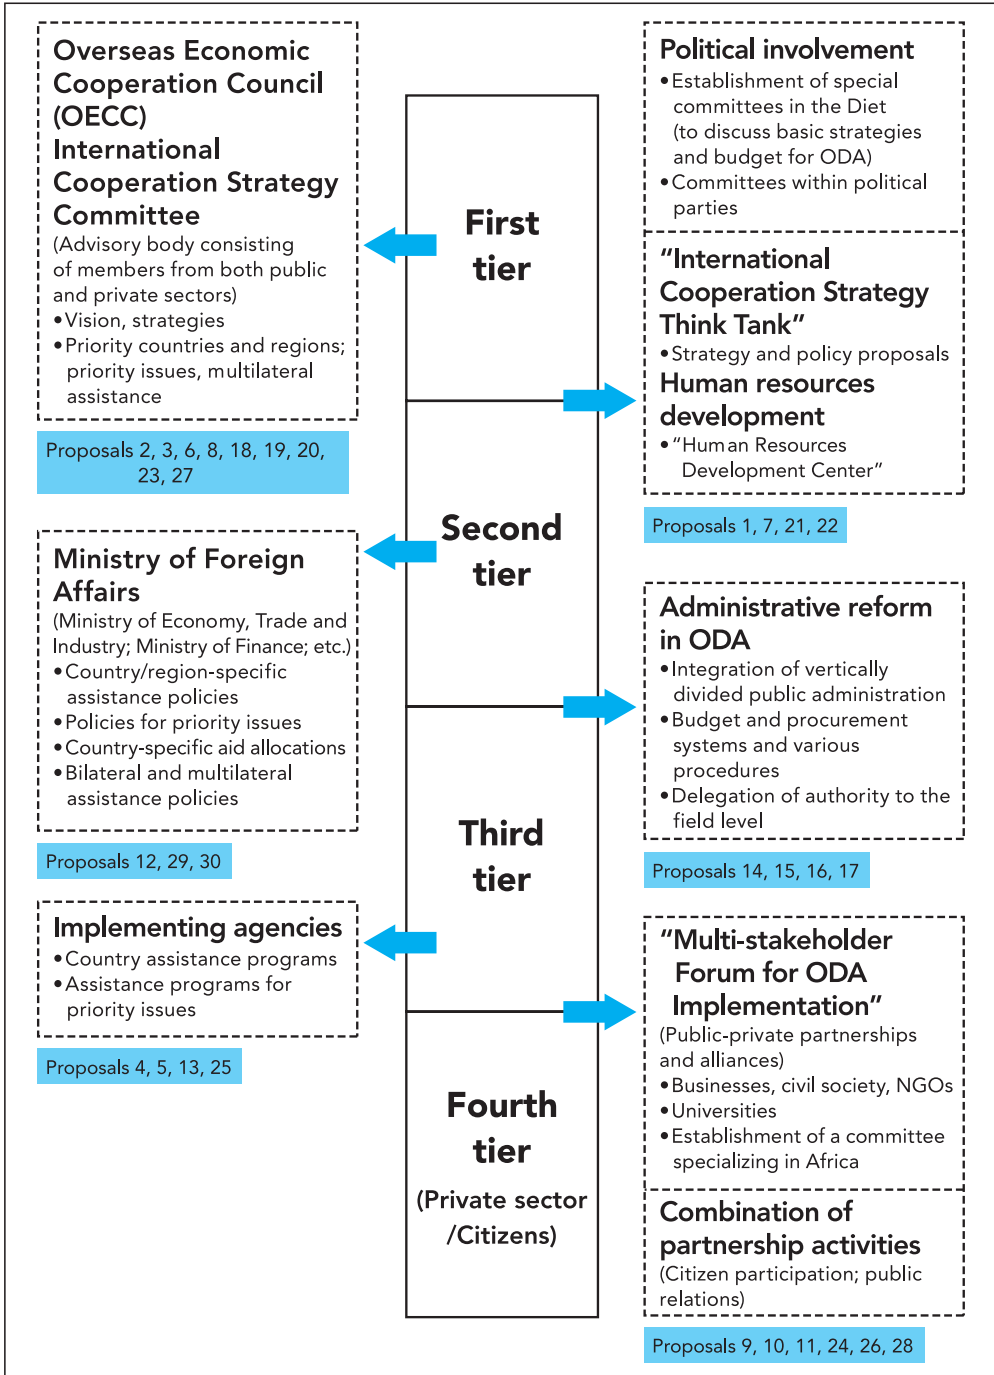 Overseas Economic
Cooperation Council
(OECC)
International
Cooperation Strategy
Committee
(Advisory body consisting
of members from both public
and private sectors)
•Vision, strategies
•Priority countries and regions;
priority issues, multilateral
assistance
Proposals 2, 3, 6, 8, 18, 19, 20,
23, 27
Ministry of Foreign
Affairs
(Ministry of Economy, Trade and
Industry; Ministry of Finance; etc.)
•Country/region-specific
assistance policies
•Policies for priority issues
•Country-specific aid allocations
•Bilateral and multilateral
assistance policies
Proposals 12, 29, 30
Implementing agencies
•Country assistance programs
•Assistance programs for
priority issues
Proposals 4, 5, 13, 25
First
tier
Second
tier
Third
tier
Fourth
tier
(Private sector
/Citizens)
Political involvement
•Establishment of special
committees in the Diet
(to discuss basic strategies
and budget for ODA)
•Committees within political
parties
“International
Cooperation Strategy
Think Tank”
•Strategy and policy proposals
Human resources
development
•“Human Resources
Development Center”
Proposals 1, 7, 21, 22
Administrative reform
in ODA
•Integration of vertically
divided public administration
•Budget and procurement
systems and various
procedures
•Delegation of authority to the
field level
Proposals 14, 15, 16, 17
“Multi-stakeholder
Forum for ODA
Implementation”
(Public-private partnerships
and alliances)
•Businesses, civil society, NGOs
•Universities
•Establishment of a committee
specializing in Africa
Combination of
partnership activities
(Citizen participation; public
relations)
Proposals 9, 10, 11, 24, 26, 28